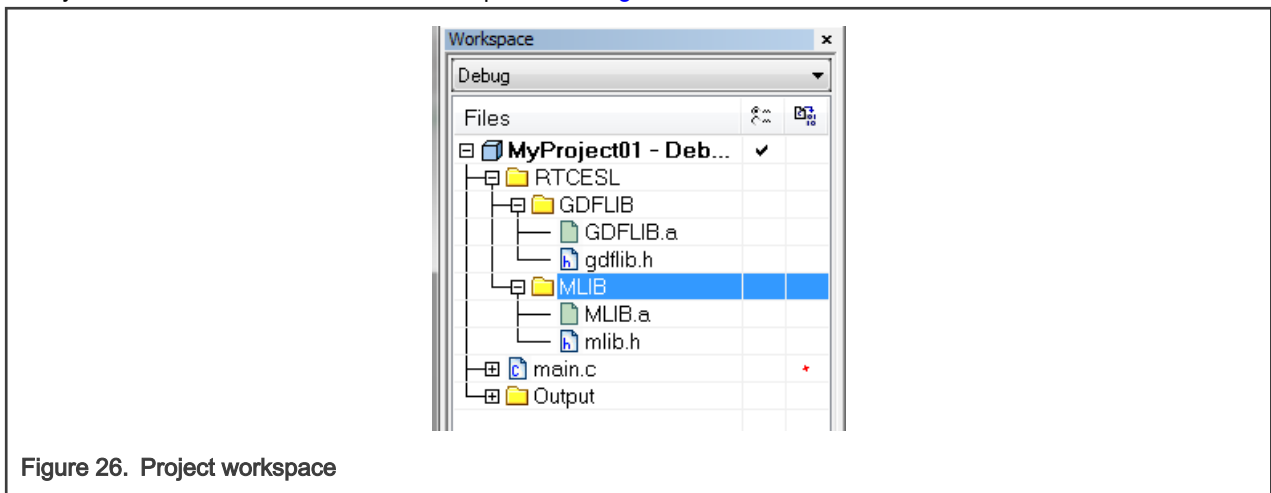 Workspace
Debug
Files
MyProject01 - Deb...
RTCESL
GDFLIB
GDFLIB.a
gdflib.h
MLIB
MLIB.a
mlib.h
main.c
Output
Figure 26. Project workspace